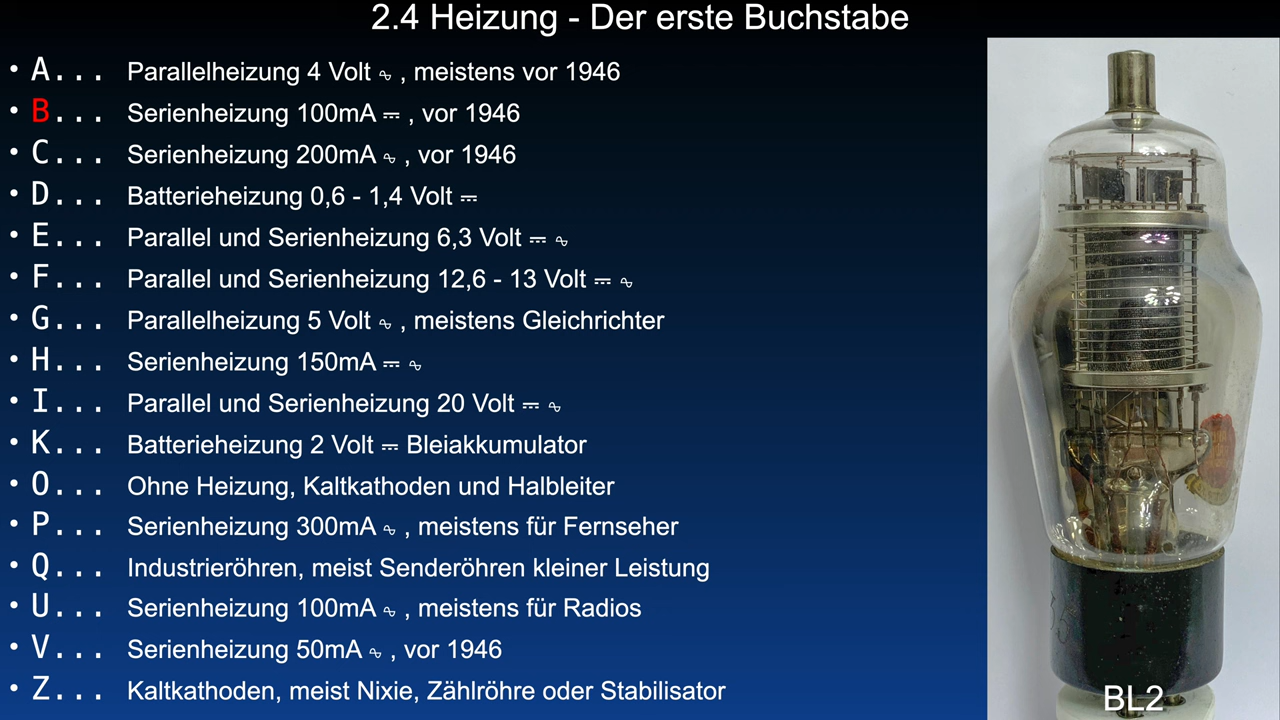 2.4 Heizung - Der erste Buchstabe
• A... Parallelheizung 4 Volt ∿ , meistens vor 1946
• B... Serienheizung 100mA ⎓ , vor 1946
• C... Serienheizung 200mA ∿ , vor 1946
• D... Batterieheizung 0,6 - 1,4 Volt ⎓
• E... Parallel und Serienheizung 6,3 Volt ⎓ ∿
• F... Parallel und Serienheizung 12,6 - 13 Volt ⎓ ∿
• G... Parallelheizung 5 Volt ∿ , meistens Gleichrichter
• H... Serienheizung 150mA ⎓ ∿
• I... Parallel und Serienheizung 20 Volt ⎓ ∿
• K... Batterieheizung 2 Volt ⎓ Bleiakkumulator
• O... Ohne Heizung, Kaltkathoden und Halbleiter
• P... Serienheizung 300mA ∿ , meistens für Fernseher
• Q... Industrieröhren, meist Senderöhren kleiner Leistung
• U... Serienheizung 100mA ∿ , meistens für Radios
• V... Serienheizung 50mA ∿ , vor 1946
• Z... Kaltkathoden, meist Nixie, Zählröhre oder Stabilisator
BL2